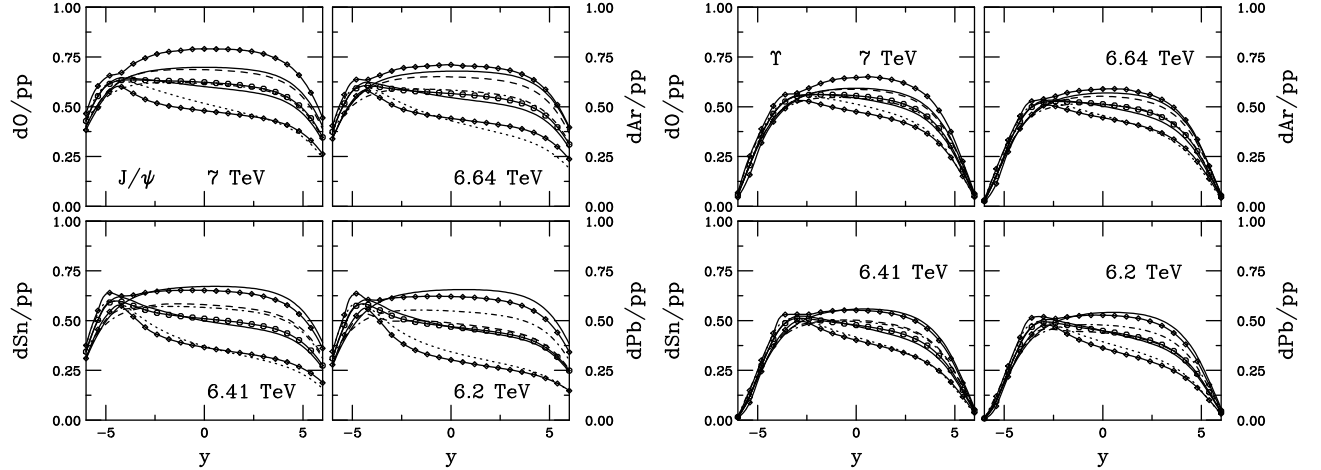 1.00 1.00 1.00 1.00
0.75 0.75 0.75 ϒ 7 TeV 6.64 TeV 0.75
dO/pp 0.50 0.50 dAr/pp dO/pp 0.50 0.50 dAr/pp
0.25 J/ψ 7 TeV 6.64 TeV 0.25 0.25 0.25
0.00 0.00 0.00 0.00
1.00 1.00 1.00 1.00
0.75 0.75 0.75 6.41 TeV 6.2 TeV 0.75
dSn/pp 0.50 0.50 dPb/pp dSn/pp 0.50 0.50 dPb/pp
0.25 6.41 TeV 6.2 TeV 0.25 0.25 0.25
0.00 0.00 0.00 0.00
−5 0 5 −5 0 5 −5 0 5 −5 0 5
y y y y